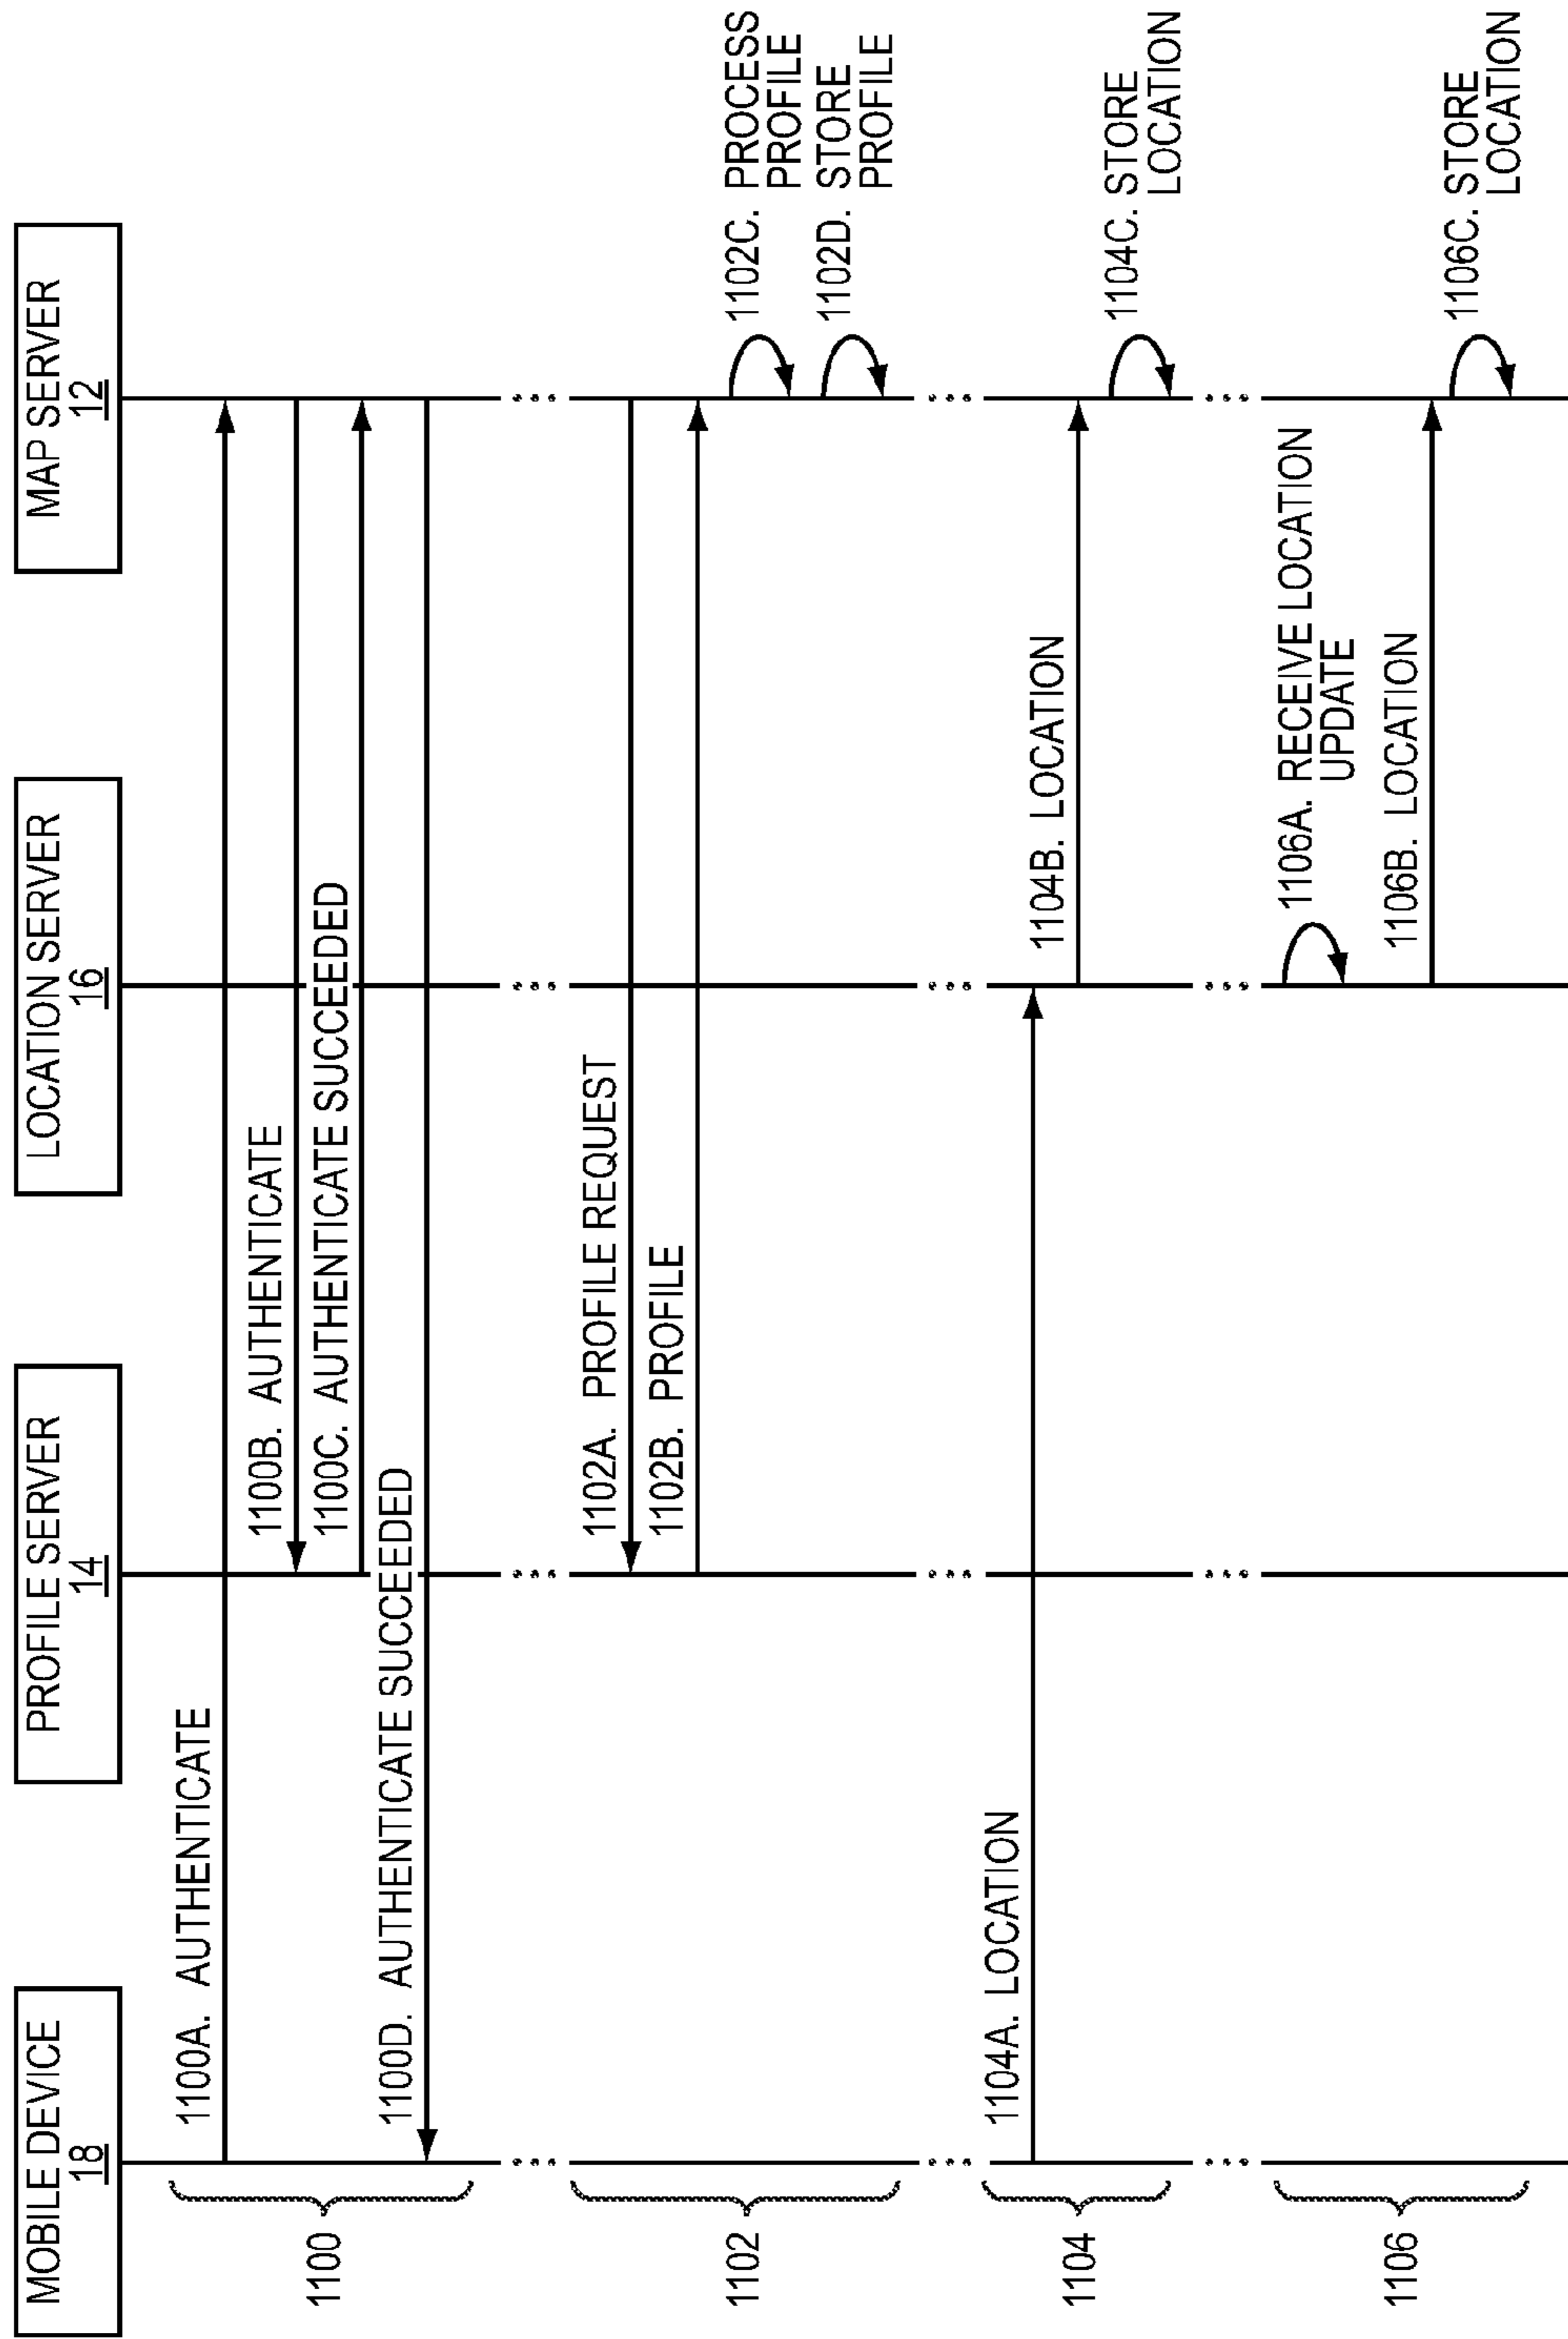 MOBILE DEVICE
18
PROFILE SERVER
14
LOCATION SERVER
16
MAP SERVER
12
1100
1100A. AUTHENTICATE
1100B. AUTHENTICATE
1100C. AUTHENTICATE SUCCEEDED
1100D. AUTHENTICATE SUCCEEDED
1102
1102A. PROFILE REQUEST
1102B. PROFILE
1102C. PROCESS
PROFILE
1102D. STORE
PROFILE
1104
1104A. LOCATION
1104B. LOCATION
1104C. STORE
LOCATION
1106
1106A. RECEIVE LOCATION
UPDATE
1106B. LOCATION
1106C. STORE
LOCATION